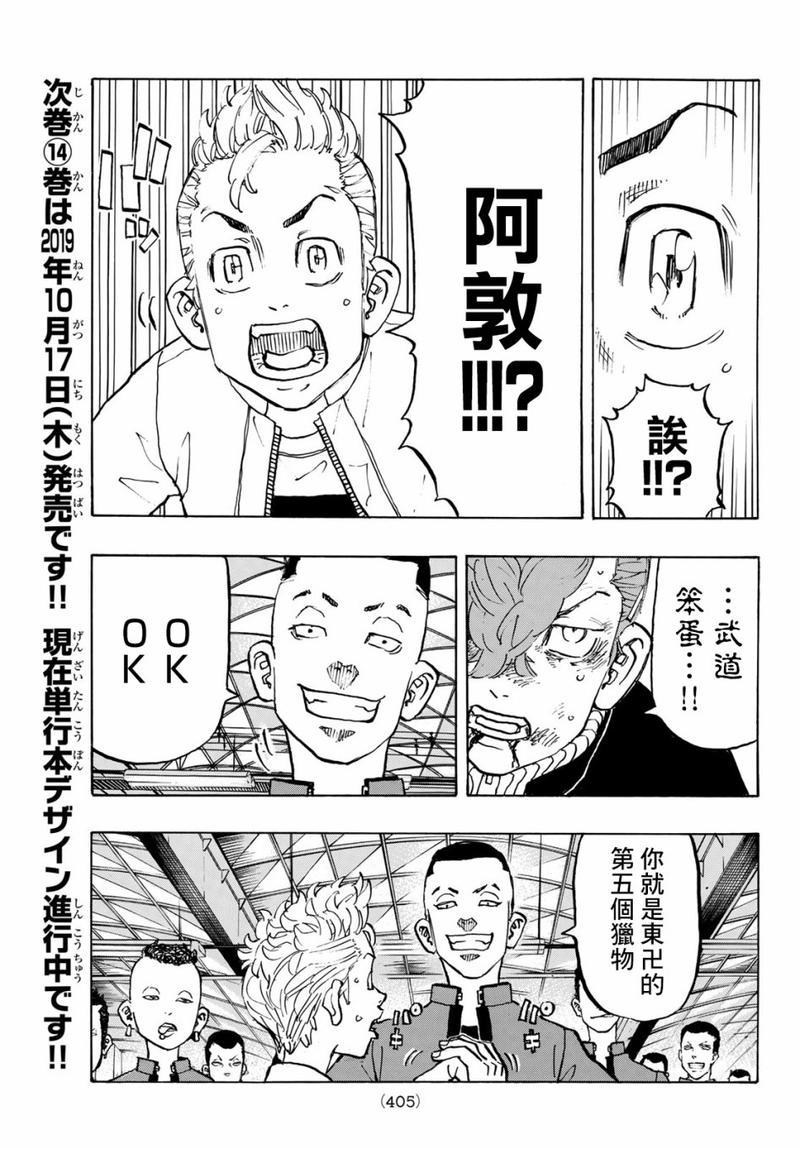 誒!!?
阿敦!!!!?
…武道
笨蛋…!!
OK
OK
你就是東卍的
第五個獵物
次巻⑭巻は2019年10月17日(木)発売です!! 現在単行本デザイン進行中です!!
じかん かん ねん がつ にち もく はつばい げんざいたんこうぼん しんこうちゅう
(405)